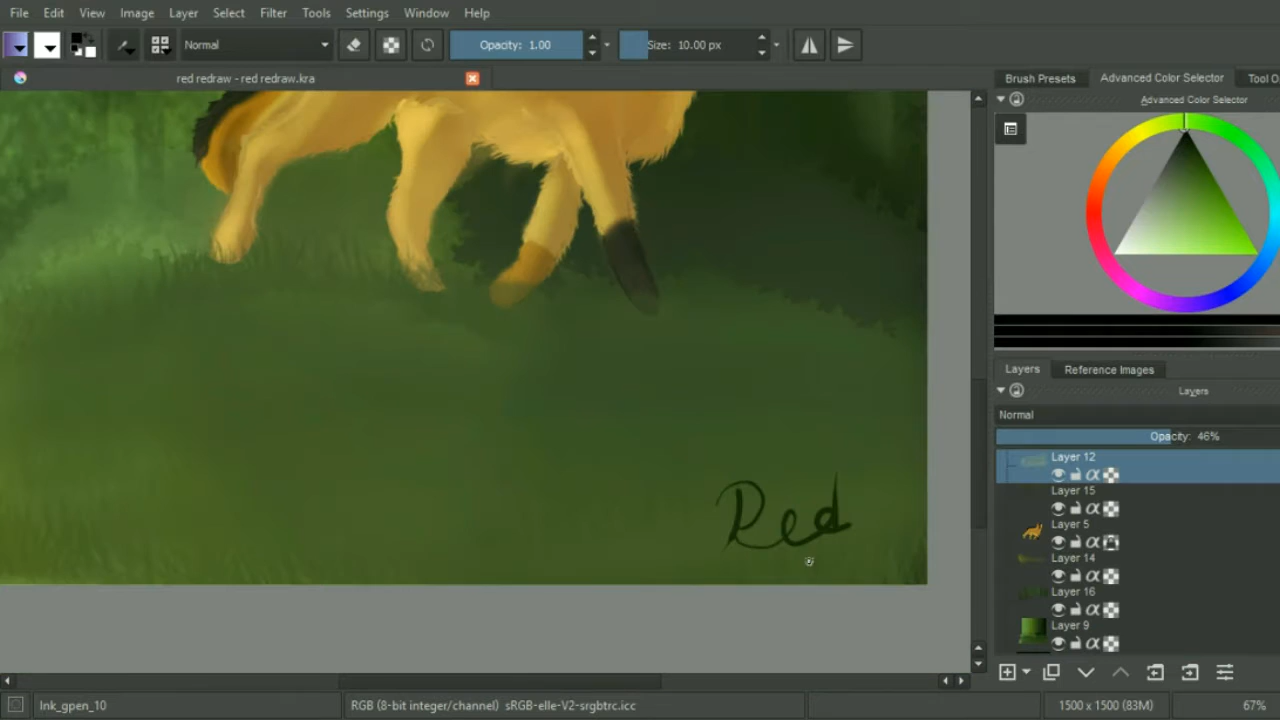 File Edit View Image Layer Select Filter Tools Settings Window Help
Normal Opacity: 1.00 Size: 10.00 px
red redraw - red redraw.kra
Brush Presets Advanced Color Selector Tool O
Advanced Color Selector
Layers Reference Images
Layers
Normal
Opacity: 46%
Layer 12
Layer 15
Layer 5
Layer 14
Layer 16
Layer 9
Red
Ink_gpen_10 RGB (8-bit integer/channel) sRGB-elle-V2-srgbtrc.icc 1500 x 1500 (83M) 67%